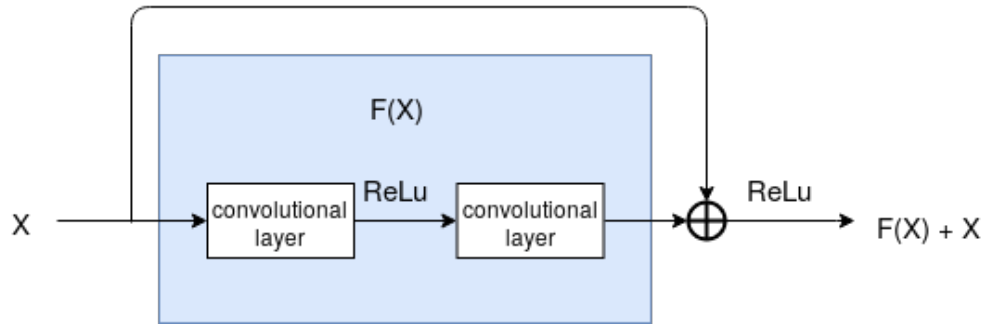 F(X)
X
convolutional
layer
ReLu
convolutional
layer
ReLu
F(X) + X